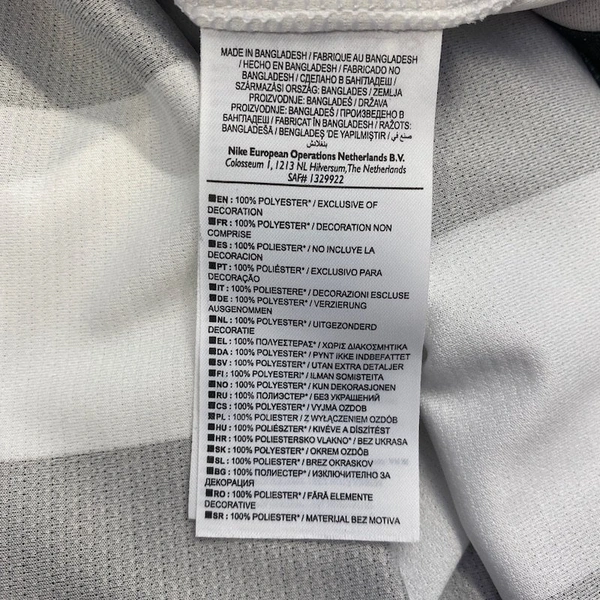 MADE IN BANGLADESH / FABRIQUE AU BANGLADESH
/ HECHO EN BANGLADESH / FABRICADO NO
BANGLADESH / СДЕЛАНО В БАНГЛАДЕШ /
SZÁRMAZÁSI ORSZÁG: BANGLADES / ZEMLJA
PROIZVODNJE: BANGLADEŠ / DRŽAVA
PROIZVODNJE: BANGLADEŠ / ПРОИЗВЕДЕНО В
БАНГЛАДЕШ / FABRICAT ÎN BANGLADESH / RAŽOTS:
BANGLADEŠA / BENGLADEŞ 'DE YAPILMIŞTIR / صنع في
بنغلادش
Nike European Operations Netherlands B.V.
Colosseum 1, 1213 NL Hilversum, The Netherlands
SAF# 1329922
■EN : 100% POLYESTER* / EXCLUSIVE OF
DECORATION
■FR : 100% POLYESTER* / DECORATION NON
COMPRISE
■ES : 100% POLIESTER* / NO INCLUYE LA
DECORACION
■PT : 100% POLIÉSTER* / EXCLUSIVO PARA
DECORAÇÃO
■IT : 100% POLIESTERE* / DECORAZIONI ESCLUSE
■DE : 100% POLYESTER* / VERZIERUNG
AUSGENOMMEN
■NL : 100% POLYESTER* / UITGEZONDERD
DECORATIE
■EL : 100% ΠΟΛΥΕΣΤΕΡΑΣ* / ΧΩΡΙΣ ΔΙΑΚΟΣΜΗΤΙΚΑ
■DA : 100% POLYESTER* / PYNT IKKE INDBEFATTET
■SV : 100% POLYESTER* / UTAN EXTRA DETALJER
■FI : 100% POLYESTERI* / ILMAN SOMISTEITA
■NO : 100% POLYESTER* / KUN DEKORASJONEN
■RU : 100% ПОЛИЭСТЕР* / БЕЗ УКРАШЕНИЙ
■CS : 100% POLYESTER* / VYJMA OZDOB
■PL : 100% POLIESTER / Z WYŁĄCZENIEM OZDÓB
■HU : 100% POLIÉSZTER* / KIVÉVE A DÍSZÍTÉST
■HR : 100% POLIESTERSKO VLAKNO* / BEZ UKRASA
■SK : 100% POLYESTER* / OKREM OZDÔB
■SL : 100% POLIESTER* / BREZ OKRASKOV
■BG : 100% ПОЛИЕСТЕР* / ИЗКЛЮЧИТЕЛНО ЗА
ДЕКОРАЦИЯ
■RO : 100% POLIESTER* / FĂRĂ ELEMENTE
DECORATIVE
■SR : 100% POLIESTER* / MATERIJAL BEZ MOTIVA